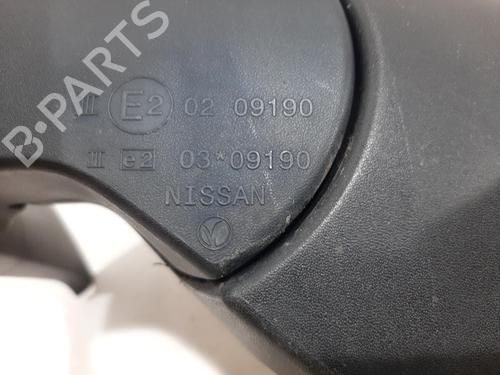 III E2 02 09190
III e2 03*09190
NISSAN
B-PARTS